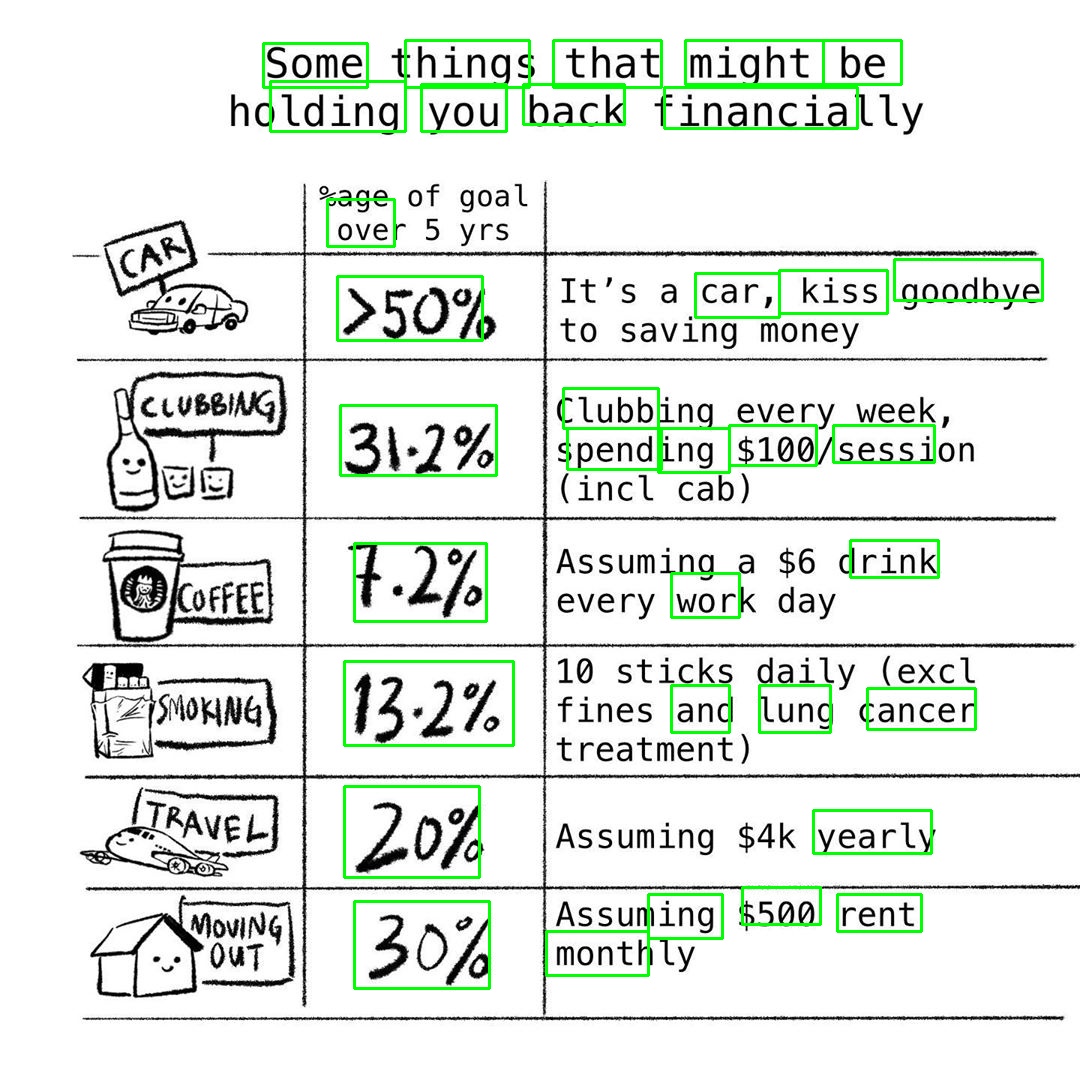 Some things that might be
holding you back financially
%age of goal
over 5 yrs
CAR
>50%
It’s a car, kiss goodbye
to saving money
CLUBBING
31.2%
Clubbing every week,
spending $100/session
(incl cab)
COFFEE
7.2%
Assuming a $6 drink
every work day
SMOKING
13.2%
10 sticks daily (excl
fines and lung cancer
treatment)
TRAVEL
20%
Assuming $4k yearly
MOVING
OUT
30%
Assuming $500 rent
monthly